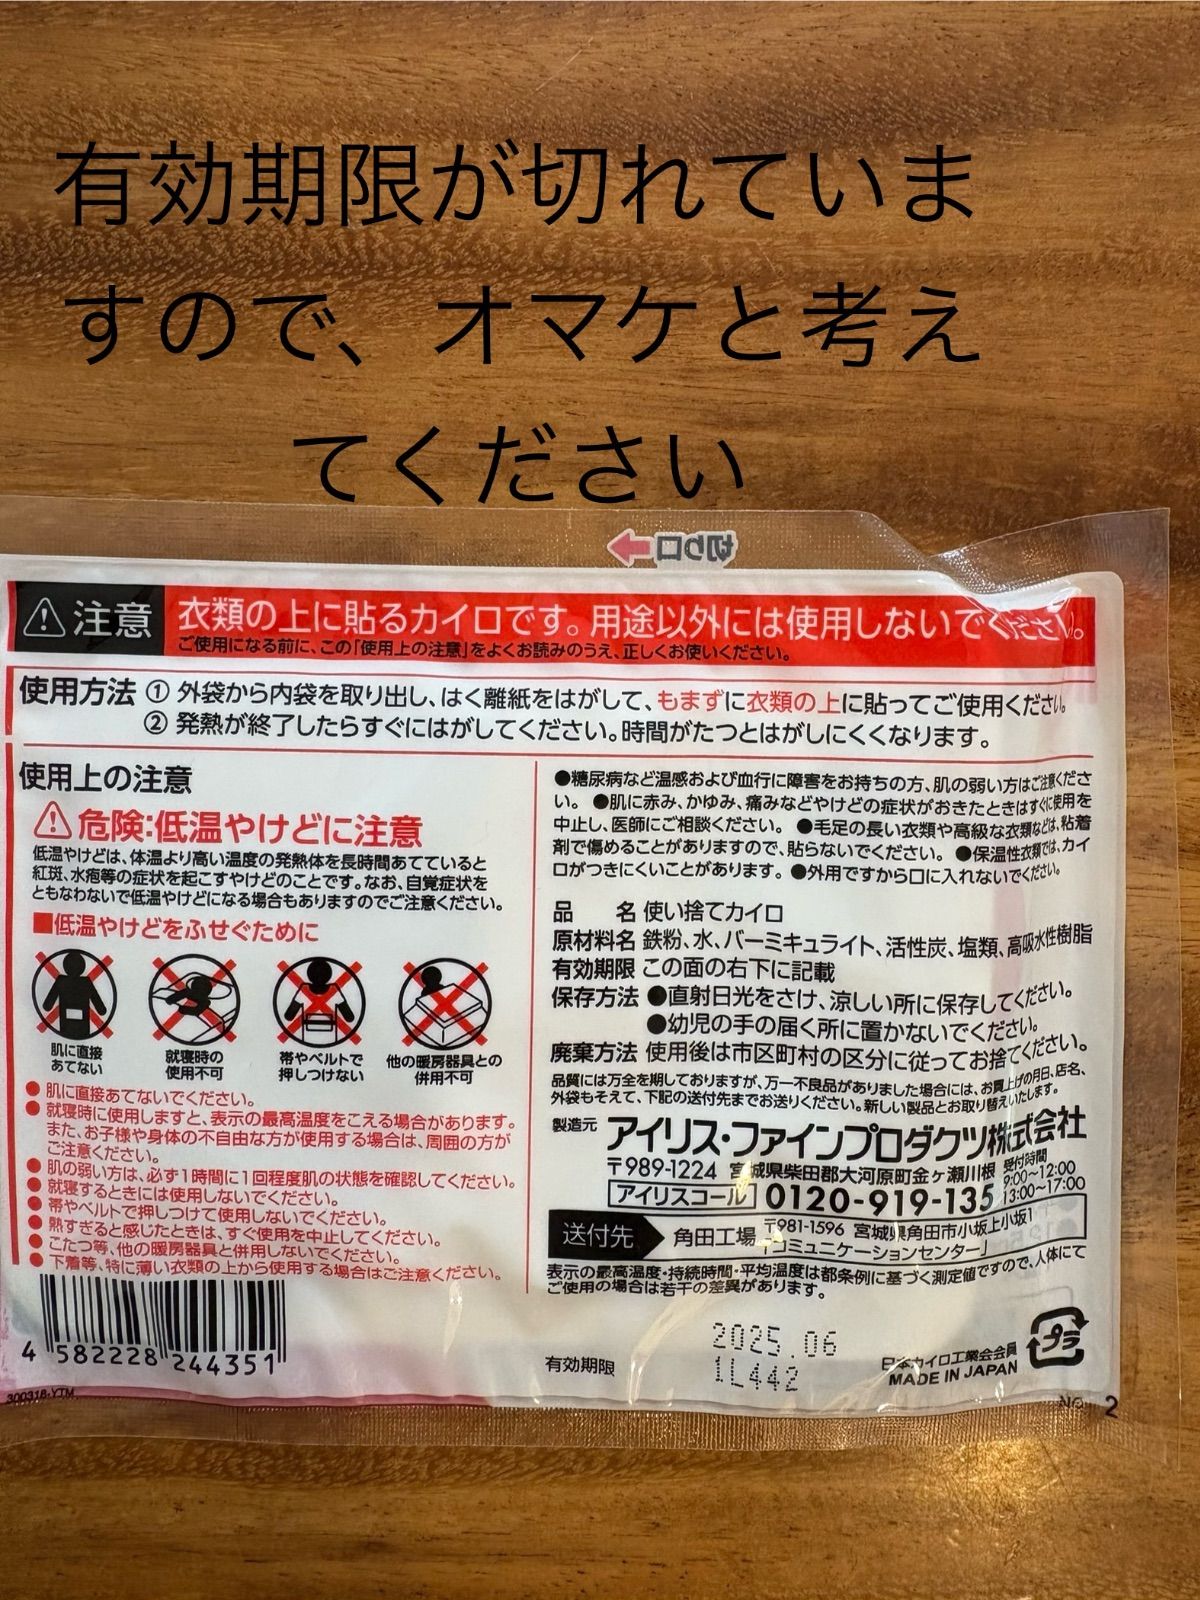 有効期限が切れていま
すので、オマケと考え
てください
切り口
注意 衣類の上に貼るカイロです。用途以外には使用しないでください。
ご使用になる前に、この「使用上の注意」をよくお読みのうえ、正しくお使いください。
使用方法 ① 外袋から内袋を取り出し、はく離紙をはがして、もまずに衣類の上に貼ってご使用ください。
② 発熱が終了したらすぐにはがしてください。時間がたつとはがしにくくなります。
使用上の注意
危険:低温やけどに注意
低温やけどは、体温より高い温度の発熱体を長時間あてていると
紅斑、水疱等の症状を起こすやけどのことです。なお、自覚症状を
ともなわないで低温やけどになる場合もありますのでご注意ください。
■低温やけどをふせぐために
肌に直接
あてない
就寝時の
使用不可
帯やベルトで
押しつけない
他の暖房器具との
併用不可
●肌に直接あてないでください。
●就寝時に使用しますと、表示の最高温度をこえる場合があります。
また、お子様や身体の不自由な方が使用する場合は、周囲の方が
ご注意ください。
●肌の弱い方は、必ず1時間に1回程度肌の状態を確認してください。
●就寝するときには使用しないでください。
●帯やベルトで押しつけて使用しないでください。
●熱すぎると感じたときは、すぐ使用を中止してください。
●こたつ等、他の暖房器具と併用しないでください。
●下着等、特に薄い衣類の上から使用する場合はご注意ください。
4 582228 244351
300318-YTM
●糖尿病など温感および血行に障害をお持ちの方、肌の弱い方はご注意くださ
い。 ●肌に赤み、かゆみ、痛みなどやけどの症状がおきたときはすぐに使用を
中止し、医師にご相談ください。 ●毛足の長い衣類や高級な衣類などは、粘着
剤で傷めることがありますので、貼らないでください。 ●保温性衣類では、カイ
ロがつきにくいことがあります。 ●外用ですから口に入れないでください。
品 名 使い捨てカイロ
原材料名 鉄粉、水、バーミキュライト、活性炭、塩類、高吸水性樹脂
有効期限 この面の右下に記載
保存方法 ●直射日光をさけ、涼しい所に保存してください。
●幼児の手の届く所に置かないでください。
廃棄方法 使用後は市区町村の区分に従ってお捨てください。
品質には万全を期しておりますが、万一不良品がありました場合には、お買上げの月日、店名、
外袋もそえて、下記の送付先までお送りください。新しい製品とお取り替えいたします。
製造元 アイリス・ファインプロダクツ株式会社
〒989-1224 宮城県柴田郡大河原町金ヶ瀬川根
アイリスコール 0120-919-135 受付時間 9:00〜12:00 13:00〜17:00
送付先 角田工場 〒981-1596 宮城県角田市小坂上小坂1
「コミュニケーションセンター」
表示の最高温度・持続時間・平均温度は都条例に基づく測定値ですので、人体にて
ご使用の場合は若干の差異があります。
有効期限 2025.06
1L442
日本カイロ工業会会員
MADE IN JAPAN
プラ
NO. 2